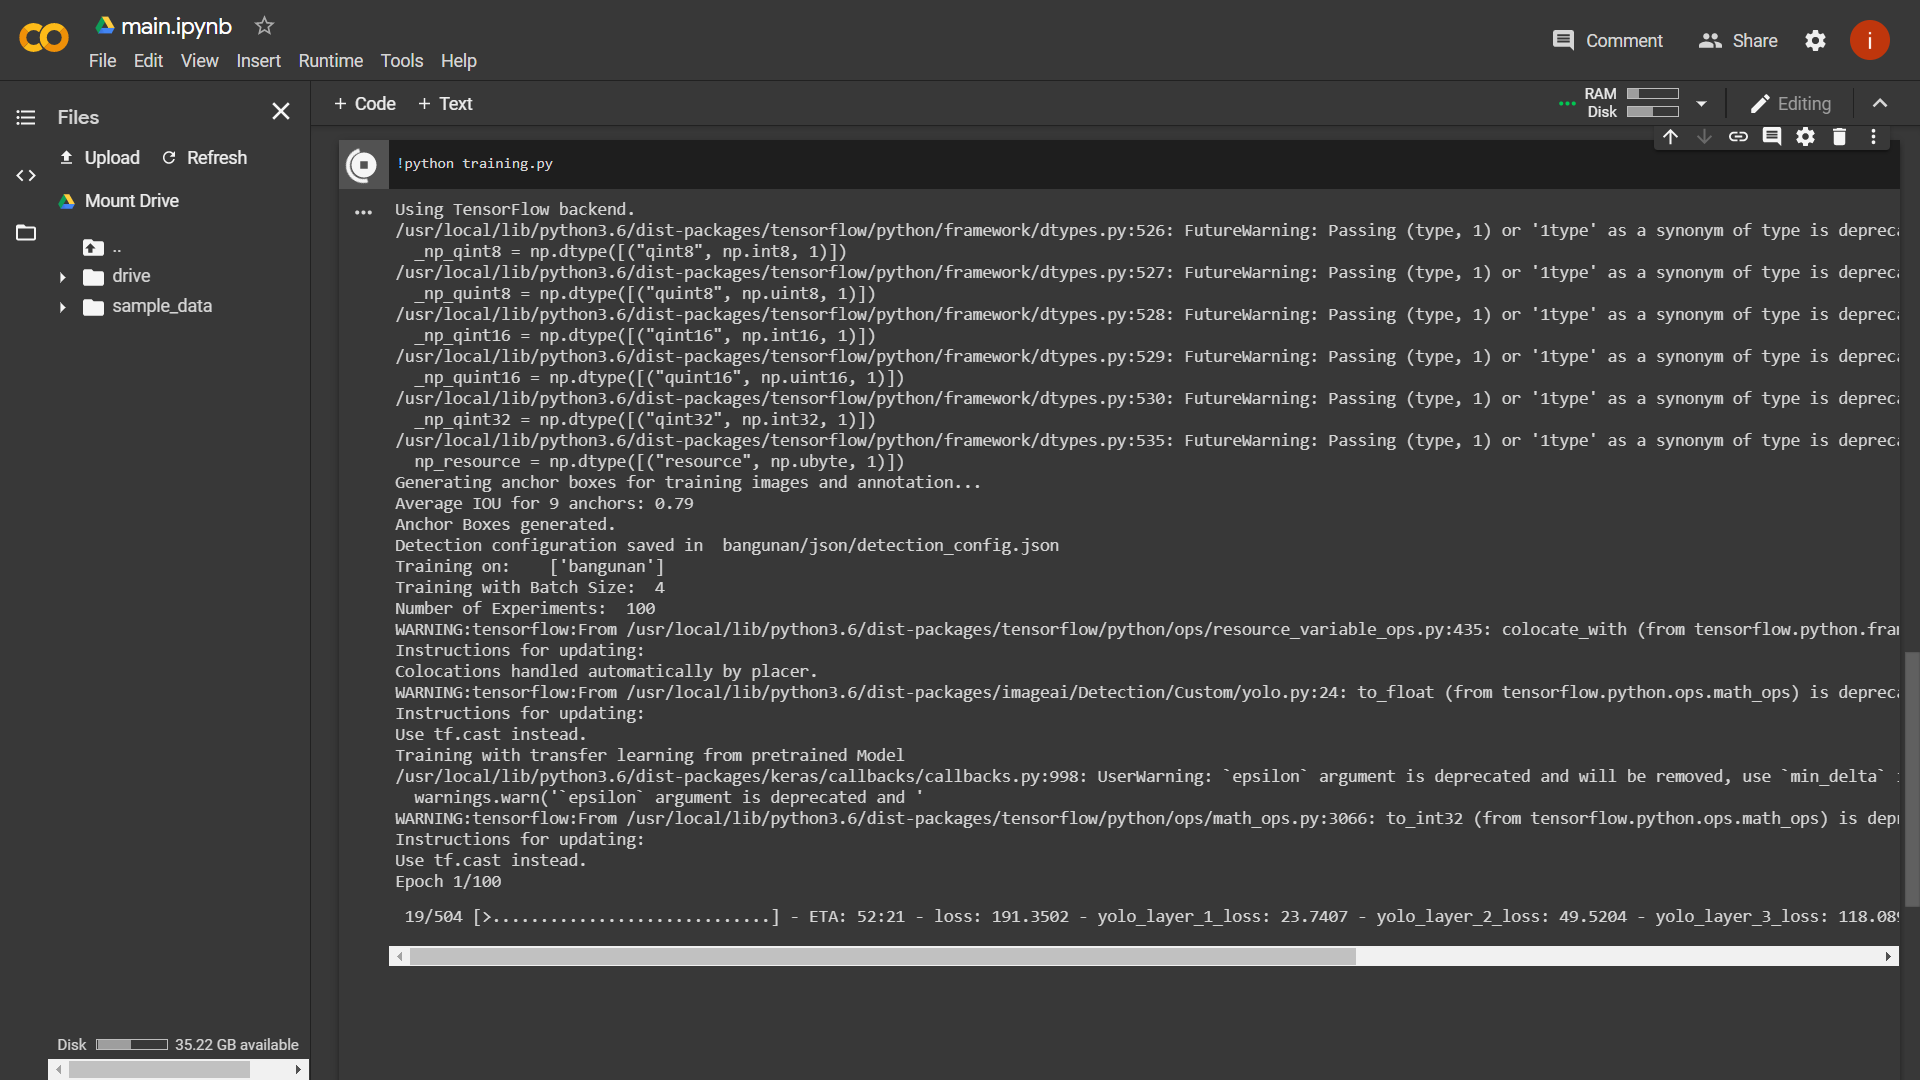 main.ipynb
File Edit View Insert Runtime Tools Help
Comment
Share
i
Files
Upload Refresh
Mount Drive
..
drive
sample_data
Disk 35.22 GB available
+ Code + Text
RAM
Disk
Editing
!python training.py
Using TensorFlow backend.
/usr/local/lib/python3.6/dist-packages/tensorflow/python/framework/dtypes.py:526: FutureWarning: Passing (type, 1) or '1type' as a synonym of type is
_np_qint8 = np.dtype([("qint8", np.int8, 1)])
/usr/local/lib/python3.6/dist-packages/tensorflow/python/framework/dtypes.py:527: FutureWarning: Passing (type, 1) or '1type' as a synonym of type is
_np_quint8 = np.dtype([("quint8", np.uint8, 1)])
/usr/local/lib/python3.6/dist-packages/tensorflow/python/framework/dtypes.py:528: FutureWarning: Passing (type, 1) or '1type' as a synonym of type is
_np_qint16 = np.dtype([("qint16", np.int16, 1)])
/usr/local/lib/python3.6/dist-packages/tensorflow/python/framework/dtypes.py:529: FutureWarning: Passing (type, 1) or '1type' as a synonym of type is
_np_quint16 = np.dtype([("quint16", np.uint16, 1)])
/usr/local/lib/python3.6/dist-packages/tensorflow/python/framework/dtypes.py:530: FutureWarning: Passing (type, 1) or '1type' as a synonym of type is
_np_qint32 = np.dtype([("qint32", np.int32, 1)])
/usr/local/lib/python3.6/dist-packages/tensorflow/python/framework/dtypes.py:535: FutureWarning: Passing (type, 1) or '1type' as a synonym of type is
np_resource = np.dtype([("resource", np.ubyte, 1)])
Generating anchor boxes for training images and annotation...
Average IOU for 9 anchors: 0.79
Anchor Boxes generated.
Detection configuration saved in  bangunan/json/detection_config.json
Training on:    ['bangunan']
Training with Batch Size:  4
Number of Experiments:  100
WARNING:tensorflow:From /usr/local/lib/python3.6/dist-packages/tensorflow/python/ops/resource_variable_ops.py:435: colocate_with (from
Instructions for updating:
Colocations handled automatically by placer.
WARNING:tensorflow:From /usr/local/lib/python3.6/dist-packages/imageai/Detection/Custom/yolo.py:24: to_float (from tensorflow.python.ops.math_ops) is
Instructions for updating:
Use tf.cast instead.
Training with transfer learning from pretrained Model
/usr/local/lib/python3.6/dist-packages/keras/callbacks/callbacks.py:998: UserWarning: `epsilon` argument is deprecated and will be removed, use `min_delta`
warnings.warn('`epsilon` argument is deprecated and '
WARNING:tensorflow:From /usr/local/lib/python3.6/dist-packages/tensorflow/python/ops/math_ops.py:3066: to_int32 (from tensorflow.python.ops.math_ops) is
Instructions for updating:
Use tf.cast instead.
Epoch 1/100
19/504 [>.............................] - ETA: 52:21 - loss: 191.3502 - yolo_layer_1_loss: 23.7407 - yolo_layer_2_loss: 49.5204 - yolo_layer_3_loss: